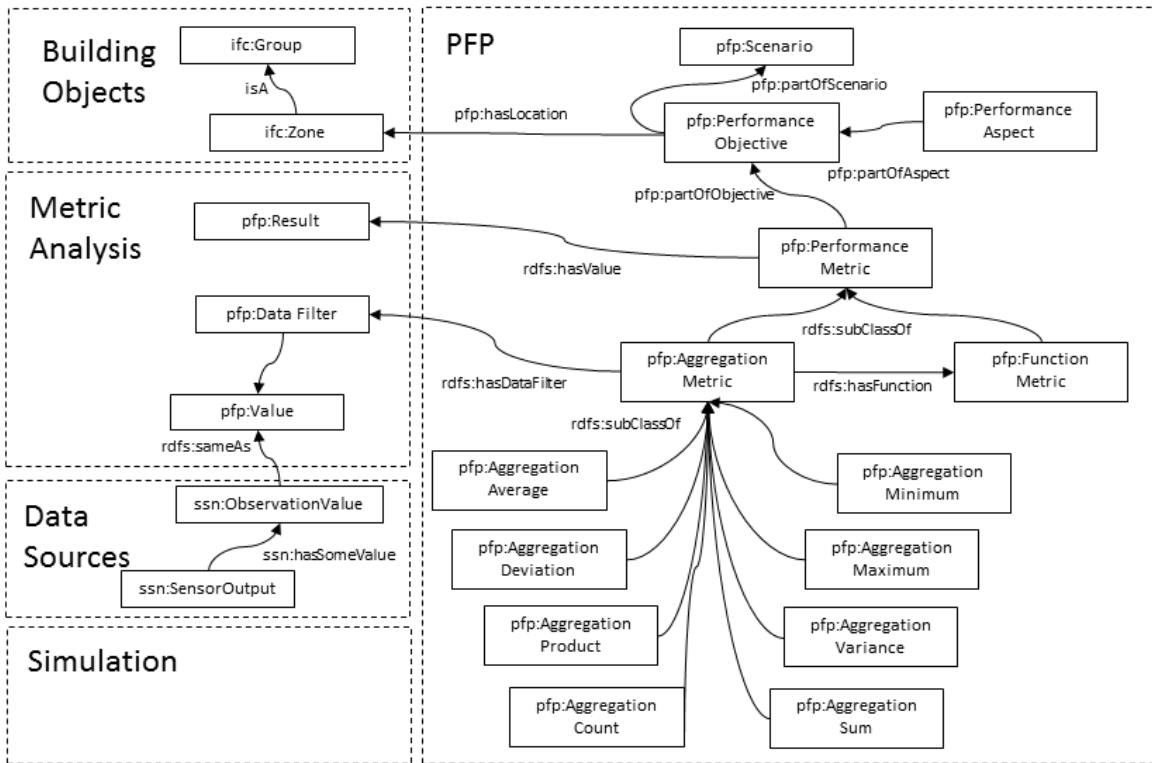 Building
Objects
ifc:Group
isA
ifc:Zone
PFP
pfp:Scenario
pfp:partOfScenario
pfp:hasLocation
pfp:Performance
Objective
pfp:Performance
Aspect
pfp:partOfAspect
pfp:partOfObjective
Metric
Analysis
pfp:Result
rdfs:hasValue
pfp:Performance
Metric
pfp:Data Filter
rdfs:subClassOf
pfp:Aggregation
Metric
pfp:Function
Metric
rdfs:hasDataFilter
rdfs:hasFunction
pfp:Value
rdfs:sameAs
rdfs:subClassOf
pfp:Aggregation
Average
pfp:Aggregation
Minimum
Data
Sources
ssn:ObservationValue
ssn:hasSomeValue
ssn:SensorOutput
pfp:Aggregation
Deviation
pfp:Aggregation
Maximum
pfp:Aggregation
Product
pfp:Aggregation
Variance
Simulation
pfp:Aggregation
Count
pfp:Aggregation
Sum